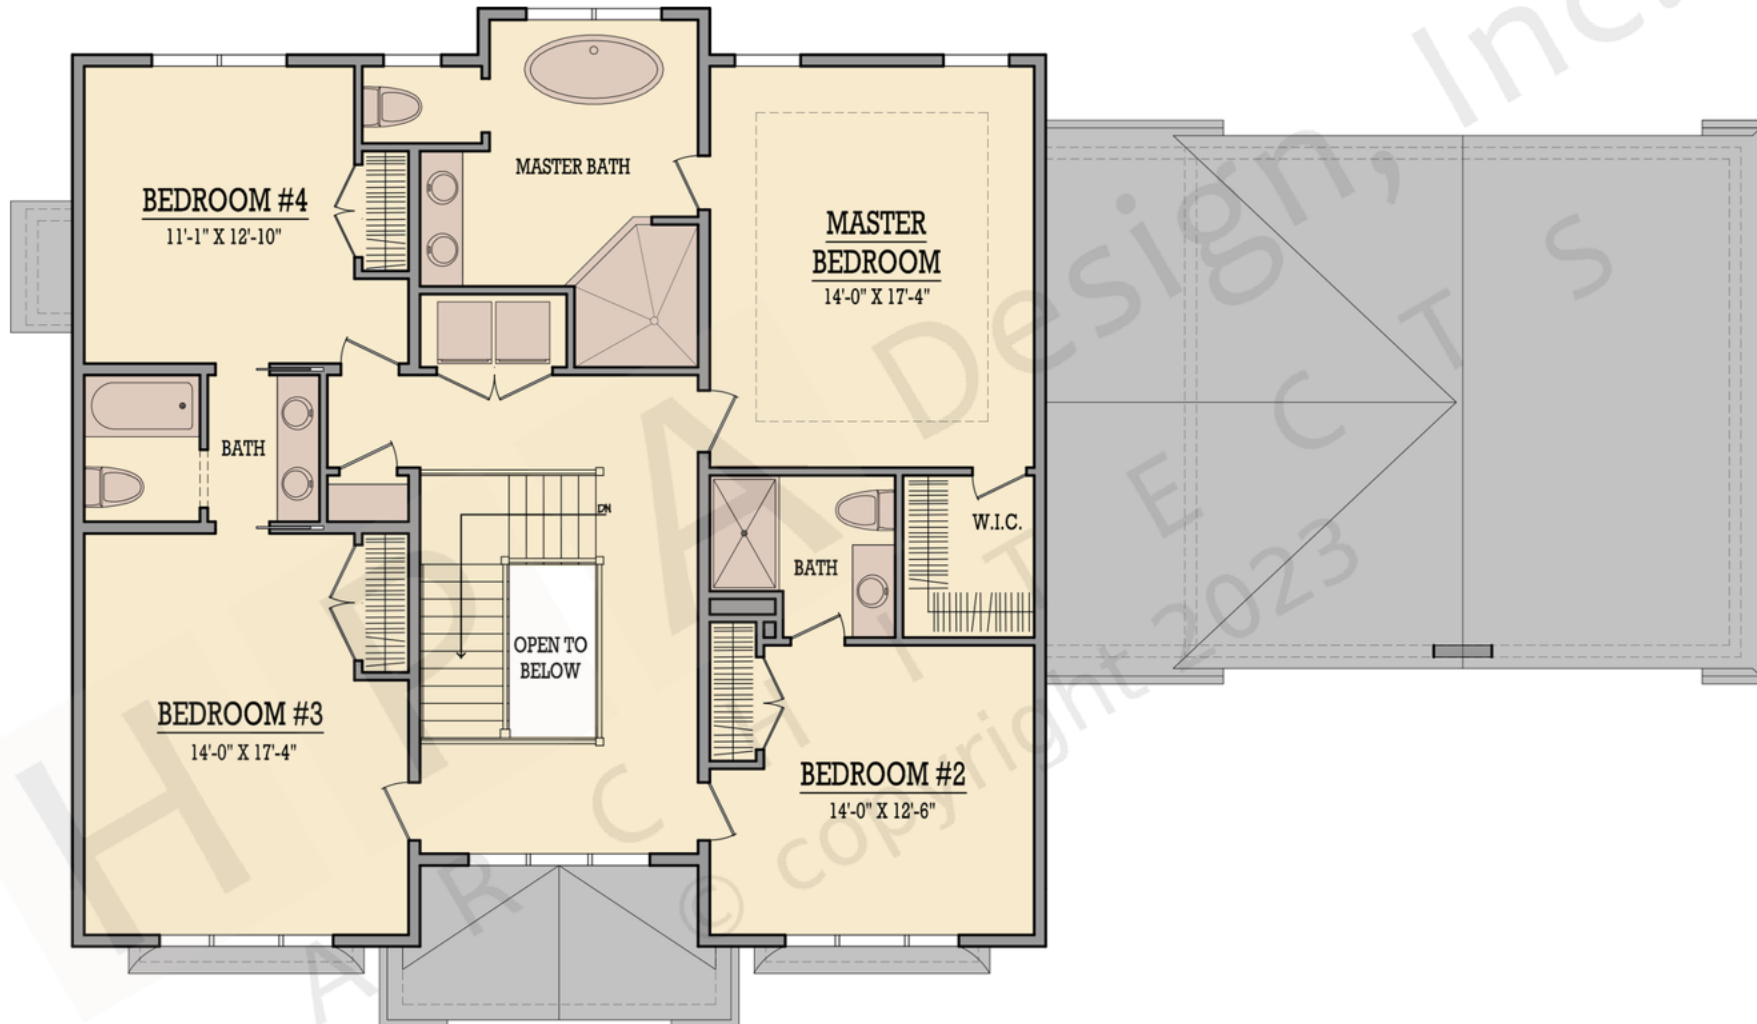 BEDROOM #4
11'-1" X 12'-10"
MASTER BATH
MASTER
BEDROOM
14'-0" X 17'-4"
BATH
DN
W.I.C.
BATH
OPEN TO
BELOW
BEDROOM #3
14'-0" X 17'-4"
BEDROOM #2
14'-0" X 12'-6"
HPA Design, Inc.
ARCHITECTS
© copyright 2023